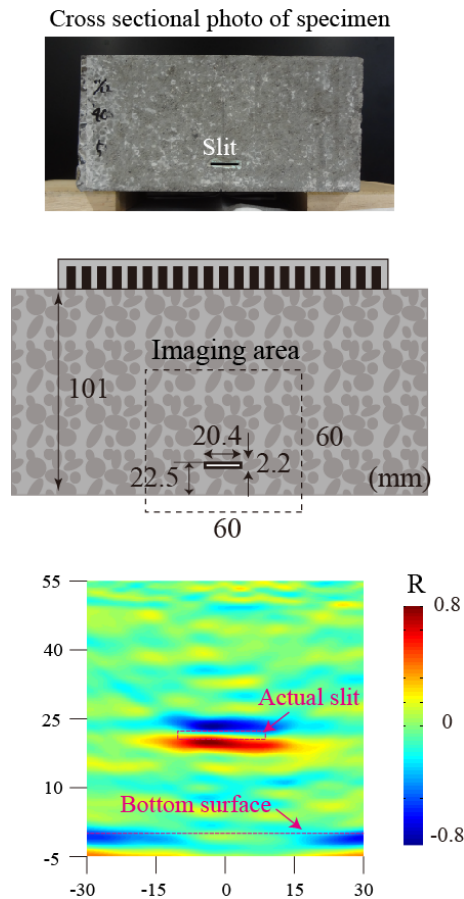 Cross sectional photo of specimen
Slit
Imaging area
101
20.4
60
22.5
2.2
(mm)
60
R
55
0.8
40
Actual slit
25
0
10
Bottom surface
-0.8
-5
-30 -15 0 15 30